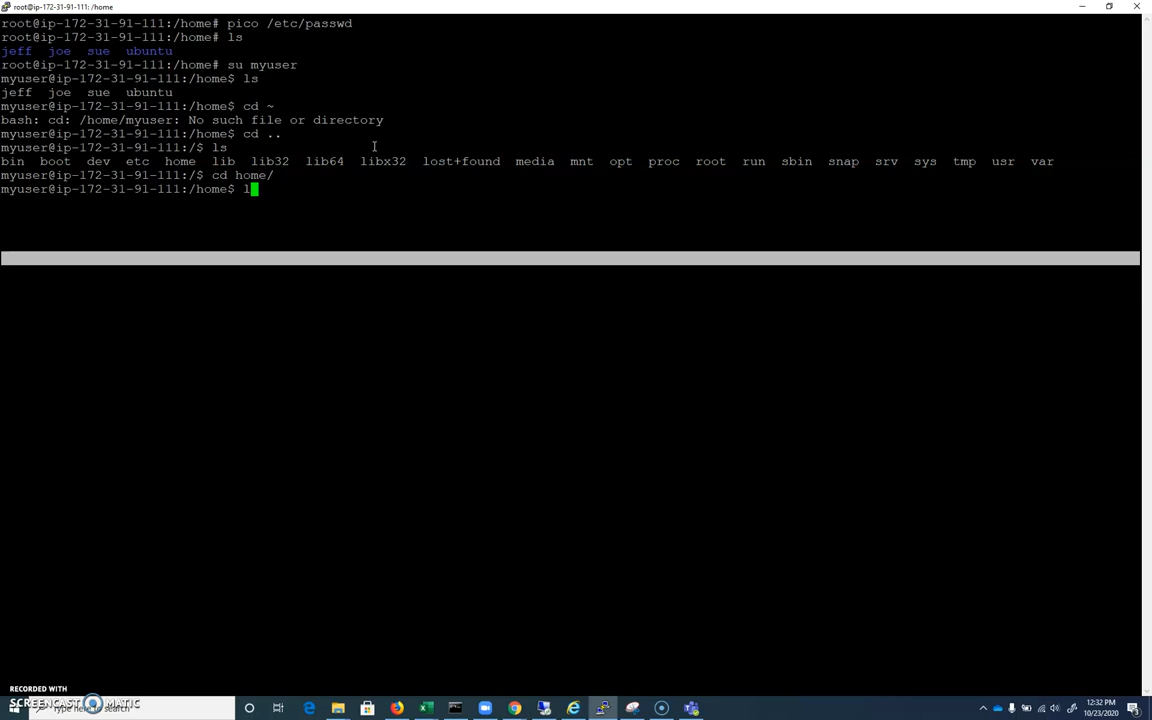 root@ip-172-31-91-111: /home
root@ip-172-31-91-111:/home# pico /etc/passwd
root@ip-172-31-91-111:/home# ls
jeff joe sue ubuntu
root@ip-172-31-91-111:/home# su myuser
myuser@ip-172-31-91-111:/home$ ls
jeff joe sue ubuntu
myuser@ip-172-31-91-111:/home$ cd ~
bash: cd: /home/myuser: No such file or directory
myuser@ip-172-31-91-111:/home$ cd ..
myuser@ip-172-31-91-111:/$ ls
bin boot dev etc home lib lib32 lib64 libx32 lost+found media mnt opt proc root run sbin snap srv sys tmp usr var
myuser@ip-172-31-91-111:/$ cd home/
myuser@ip-172-31-91-111:/home$ l
RECORDED WITH
SCREENCAST MATIC
Type here to search
12:32 PM
10/23/2020
3